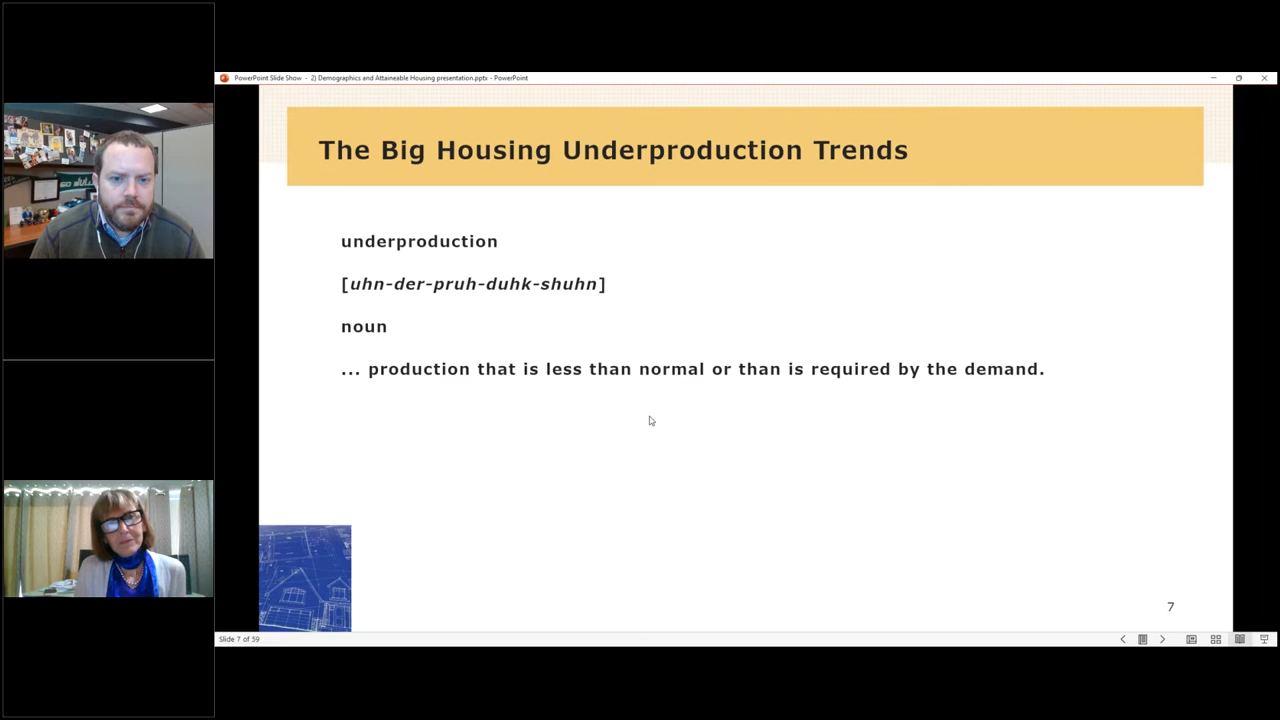 PowerPoint Slide Show - 2) Demographics and Attaineable Housing presentation.pptx - PowerPoint
The Big Housing Underproduction Trends
underproduction
[uhn-der-pruh-duhk-shuhn]
noun
... production that is less than normal or than is required by the demand.
7
Slide 7 of 59